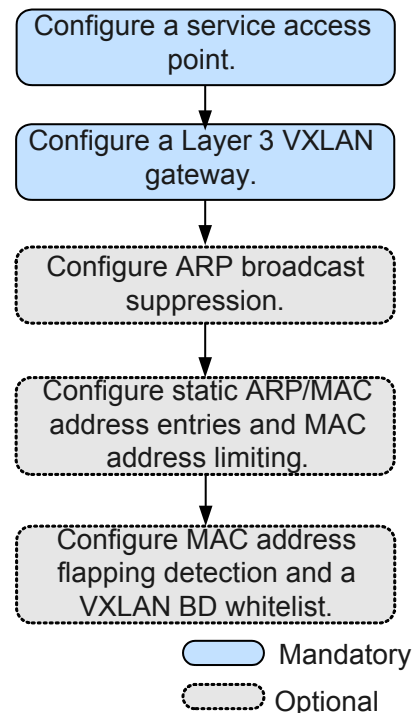 Configure a service access
point.
Configure a Layer 3 VXLAN
gateway.
Configure ARP broadcast
suppression.
Configure static ARP/MAC
address entries and MAC
address limiting.
Configure MAC address
flapping detection and a
VXLAN BD whitelist.
Mandatory
Optional